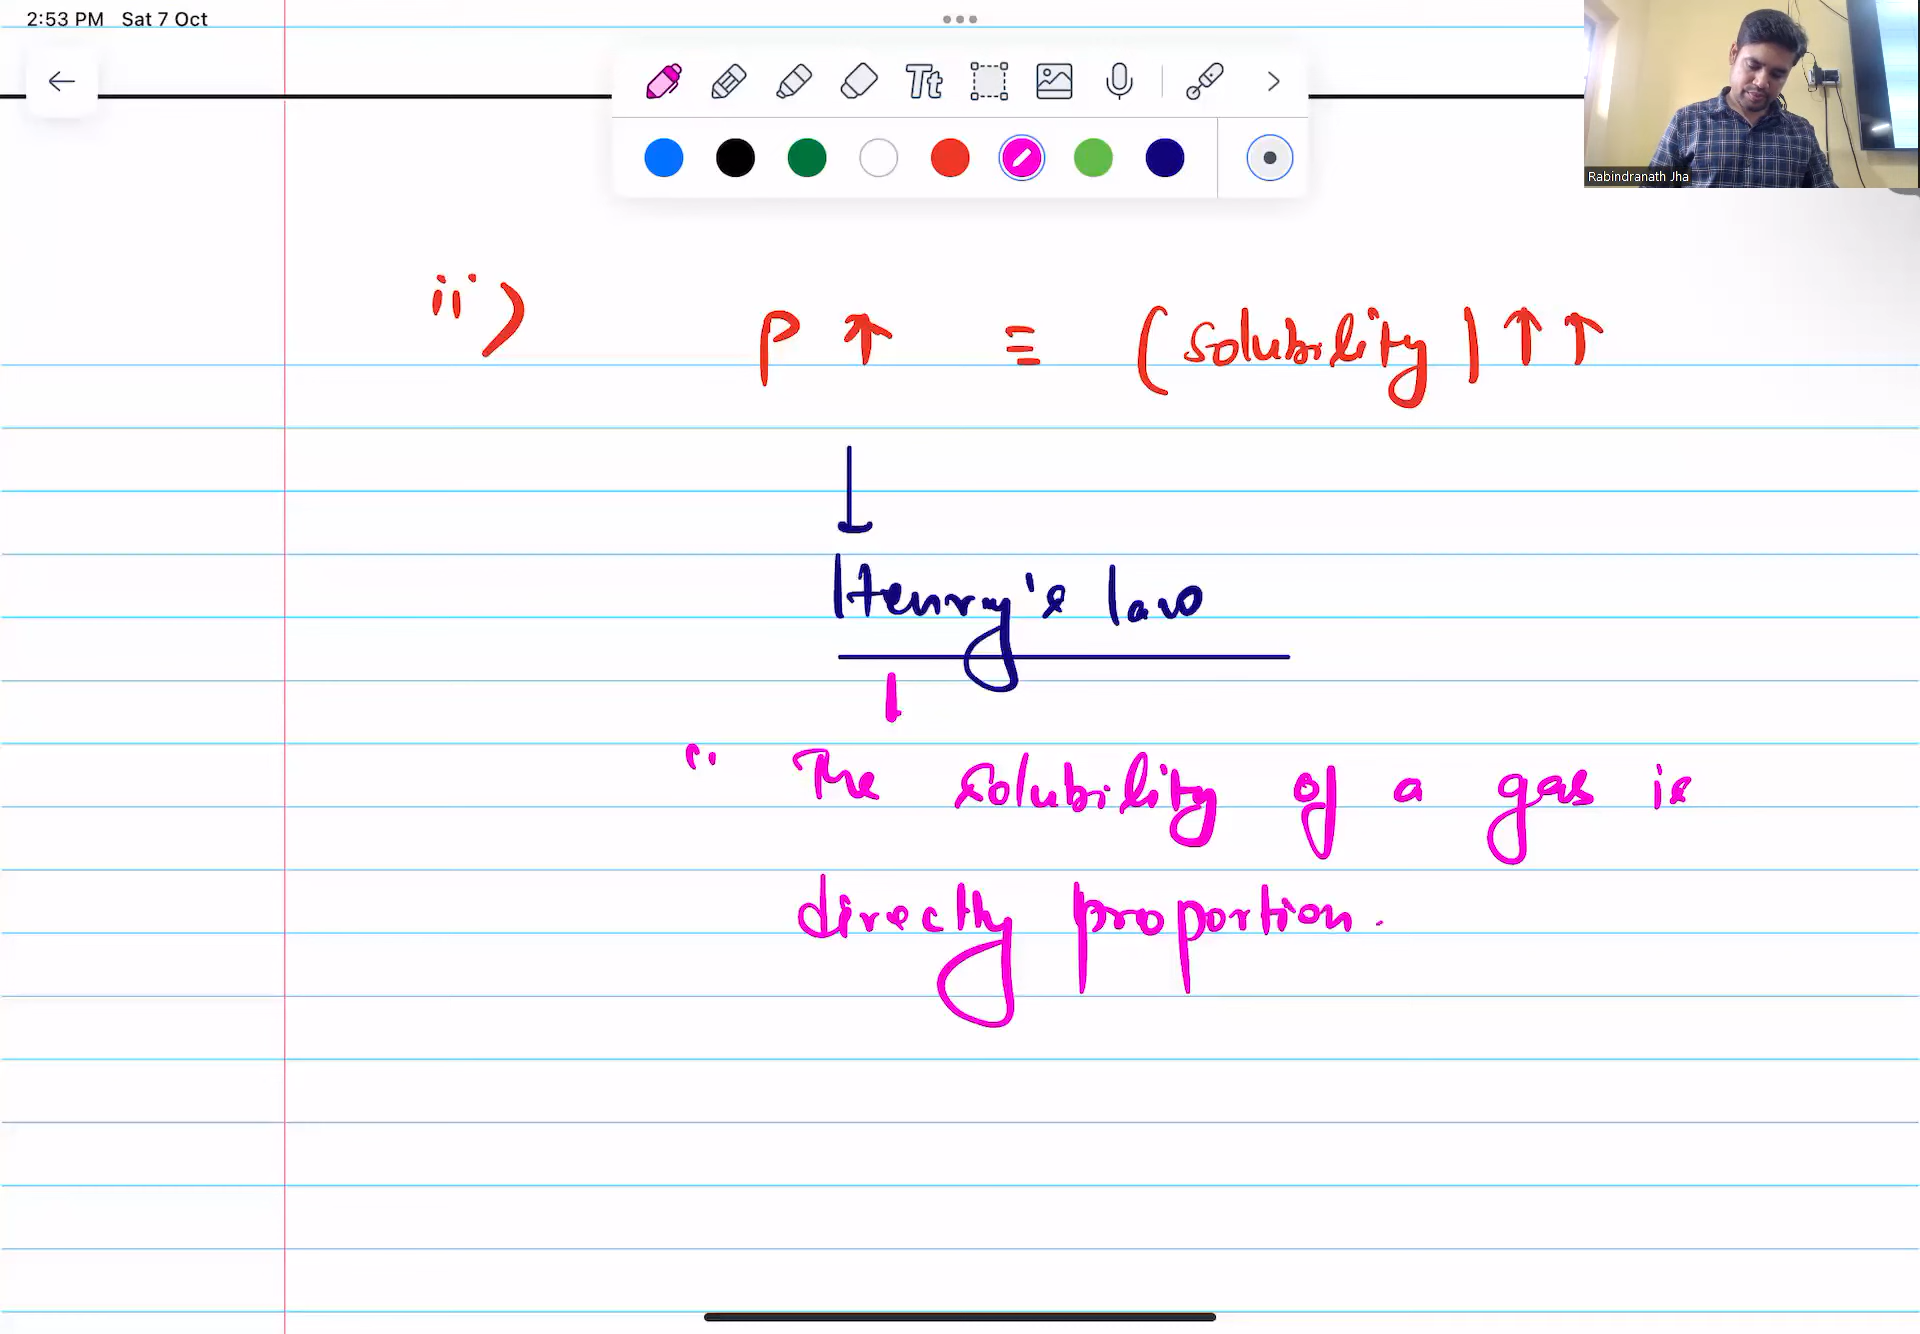 2:53 PM Sat 7 Oct
Tt
Rabindranath Jha
ii) P ↑ ≡ (solubility) ↑↑
↓
Henry's law
" The solubility of a gas is
directly proportion.